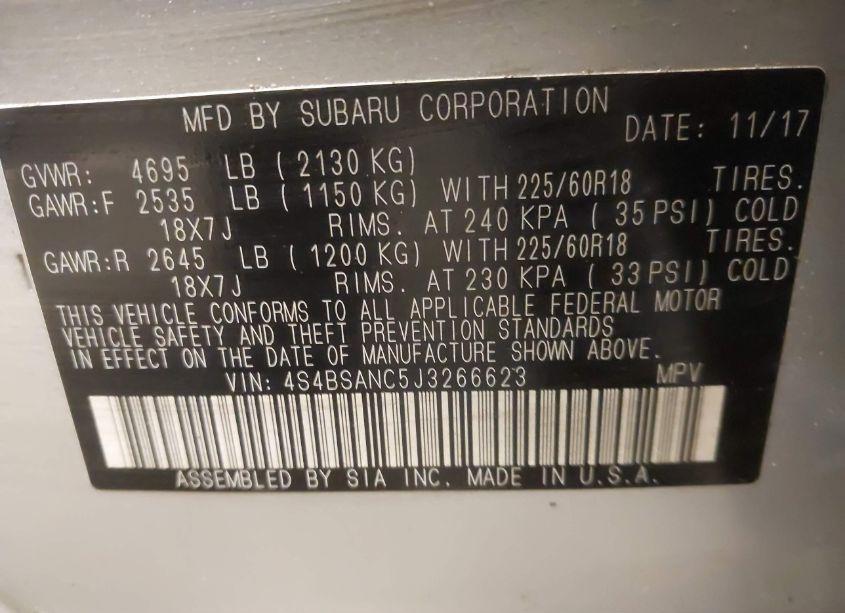 MFD BY SUBARU CORPORATION
DATE: 11/17
GVWR: 4695 LB ( 2130 KG)
GAWR:F 2535 LB ( 1150 KG) WITH 225/60R18 TIRES.
18X7J RIMS. AT 240 KPA ( 35 PSI) COLD
GAWR:R 2645 LB ( 1200 KG) WITH 225/60R18 TIRES.
18X7J RIMS. AT 230 KPA ( 33 PSI) COLD
THIS VEHICLE CONFORMS TO ALL APPLICABLE FEDERAL MOTOR
VEHICLE SAFETY AND THEFT PREVENTION STANDARDS
IN EFFECT ON THE DATE OF MANUFACTURE SHOWN ABOVE.
VIN: 4S4BSANC5J3266623 MPV
ASSEMBLED BY SIA INC. MADE IN U.S.A.